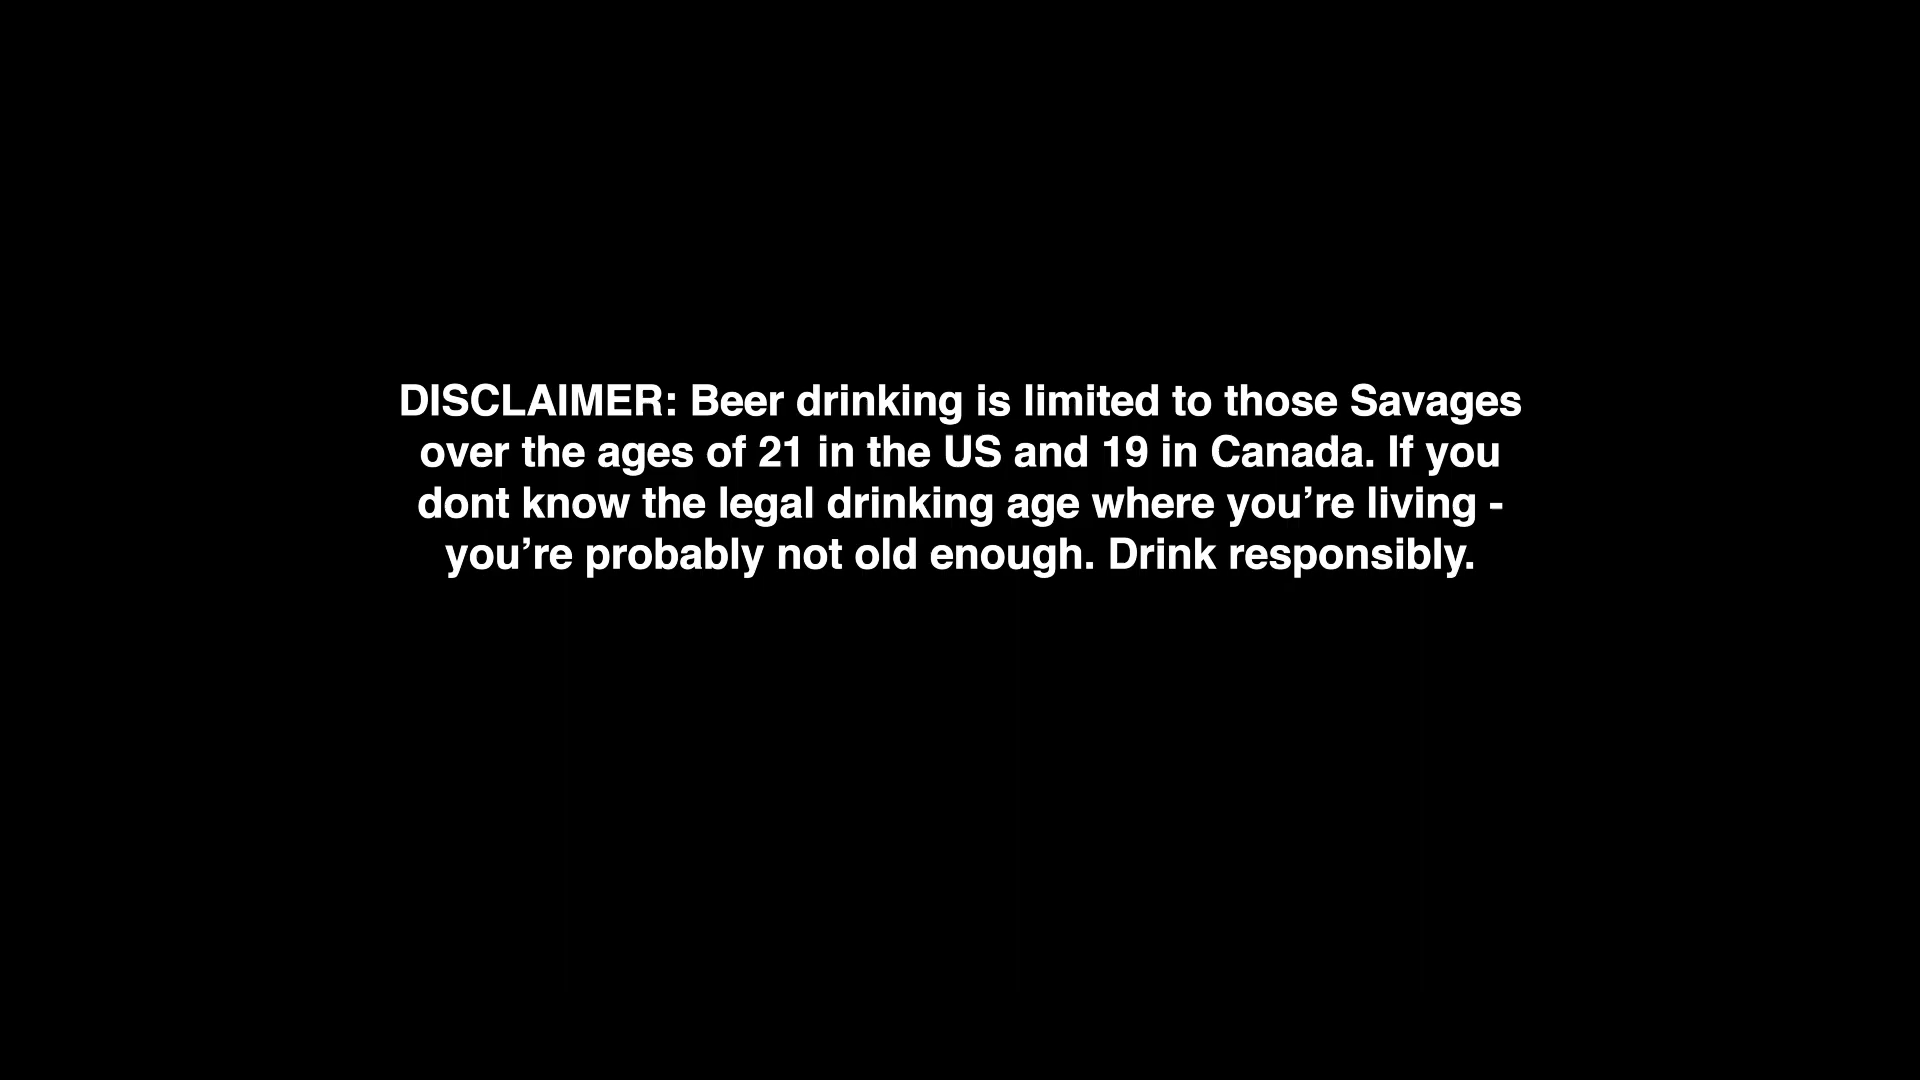 DISCLAIMER: Beer drinking is limited to those Savages
over the ages of 21 in the US and 19 in Canada. If you
dont know the legal drinking age where you’re living -
you’re probably not old enough. Drink responsibly.